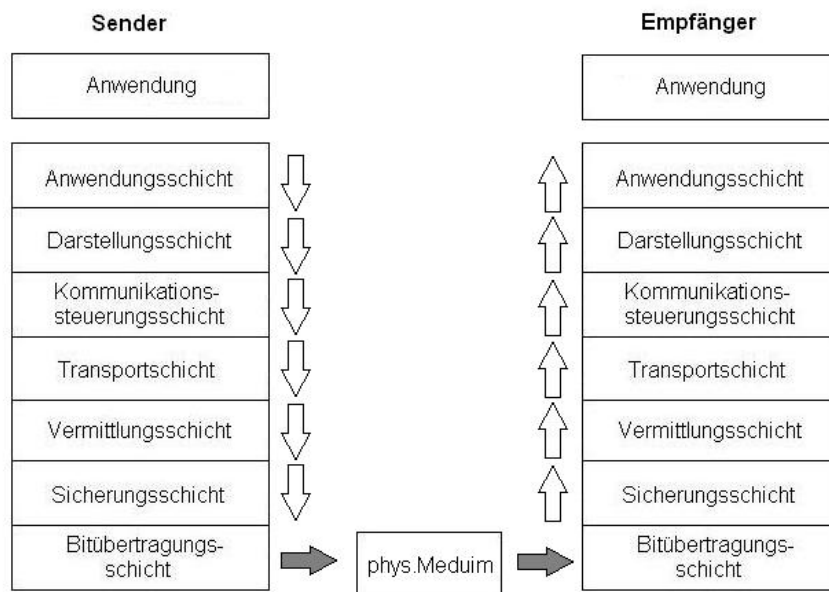 Sender
Anwendung
Anwendungsschicht
Darstellungsschicht
Kommunikations-
steuerungsschicht
Transportschicht
Vermittlungsschicht
Sicherungsschicht
Bitübertragungs-
schicht
phys.Meduim
Empfänger
Anwendung
Anwendungsschicht
Darstellungsschicht
Kommunikations-
steuerungsschicht
Transportschicht
Vermittlungsschicht
Sicherungsschicht
Bitübertragungs-
schicht